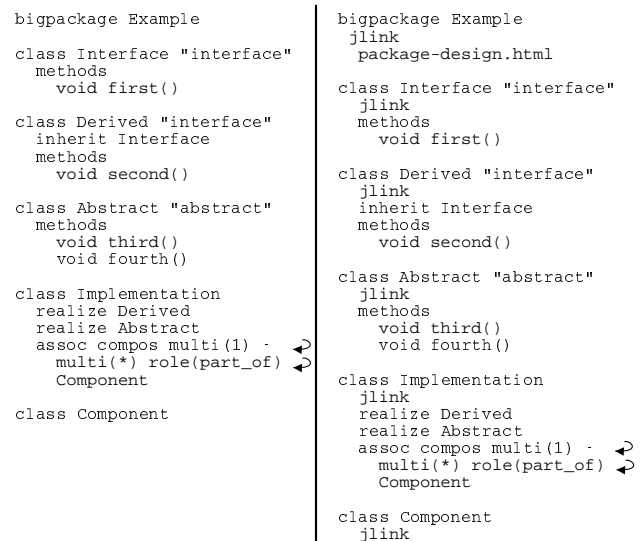 bigpackage Example
class Interface "interface"
methods
void first()
class Derived "interface"
inherit Interface
methods
void second()
class Abstract "abstract"
methods
void third()
void fourth()
class Implementation
realize Derived
realize Abstract
assoc compos multi(1) -
multi(*) role(part_of)
Component
class Component
bigpackage Example
jlink
package-design.html
class Interface "interface"
jlink
methods
void first()
class Derived "interface"
jlink
inherit Interface
methods
void second()
class Abstract "abstract"
jlink
methods
void third()
void fourth()
class Implementation
jlink
realize Derived
realize Abstract
assoc compos multi(1) -
multi(*) role(part_of)
Component
class Component
jlink